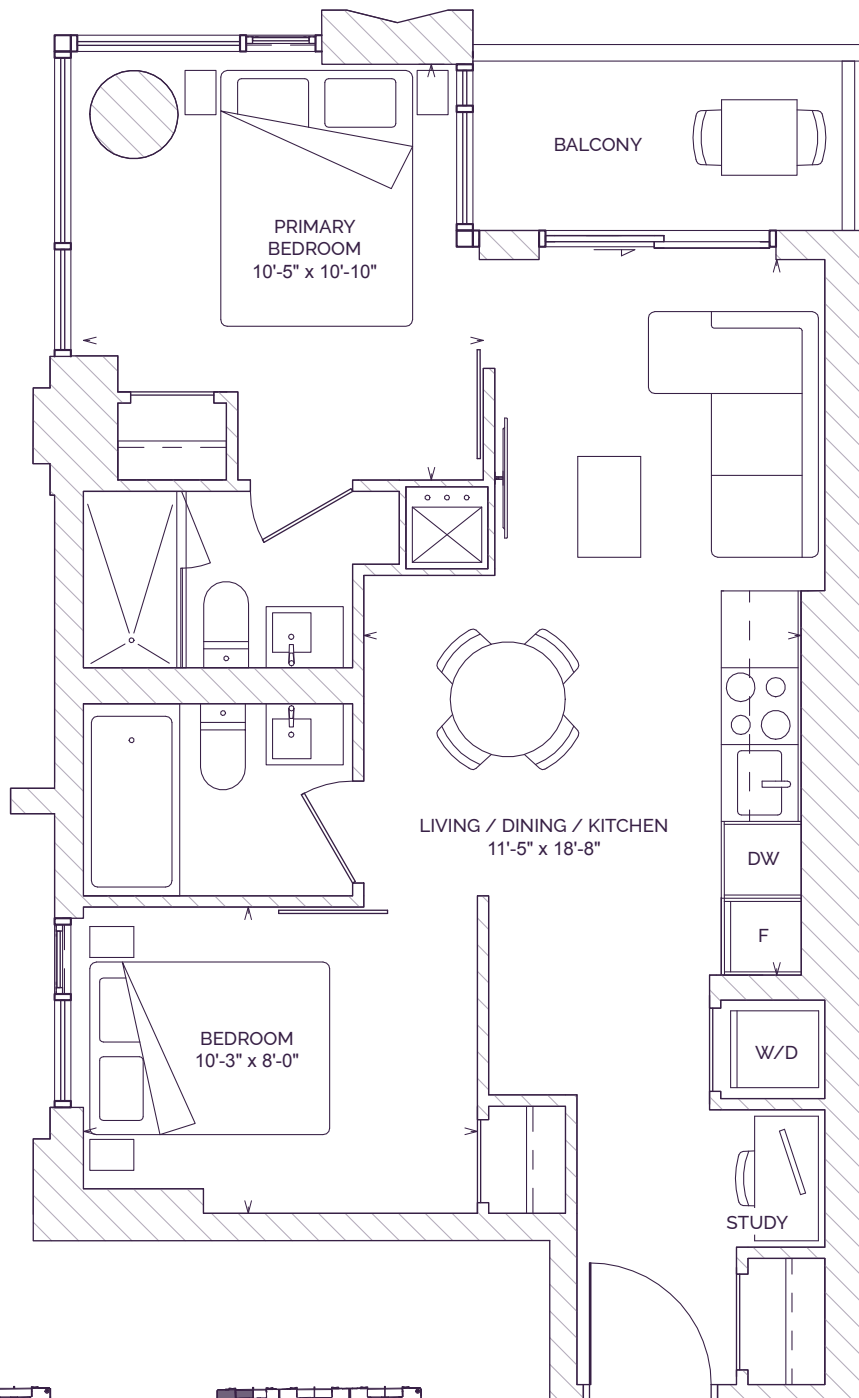 BALCONY
PRIMARY
BEDROOM
10'-5" x 10'-10"
LIVING / DINING / KITCHEN
11'-5" x 18'-8"
DW
F
BEDROOM
10'-3" x 8'-0"
W/D
STUDY